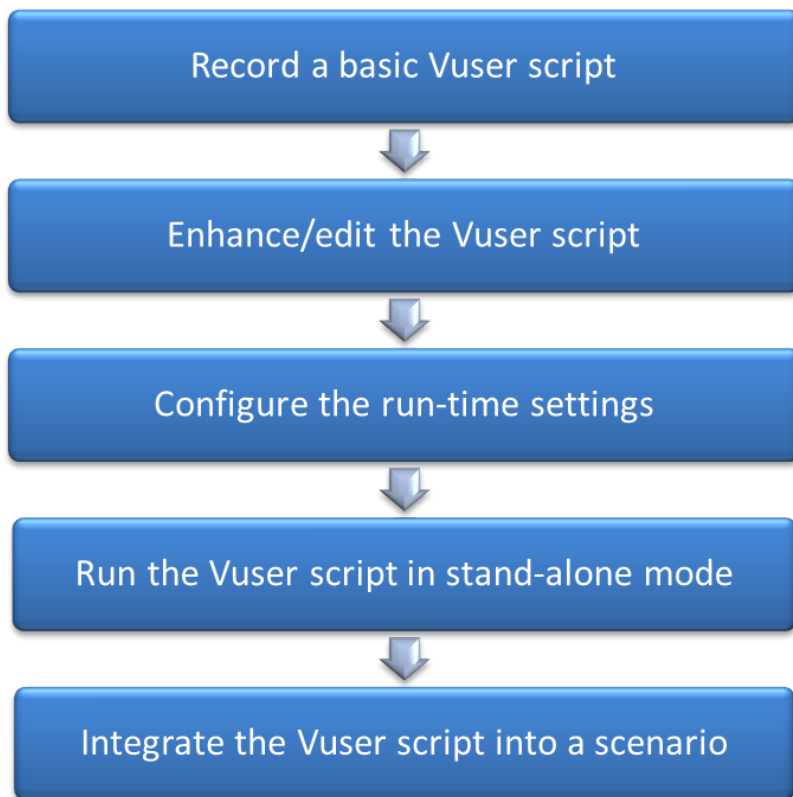 Record a basic Vuser script
Enhance/edit the Vuser script
Configure the run-time settings
Run the Vuser script in stand-alone mode
Integrate the Vuser script into a scenario